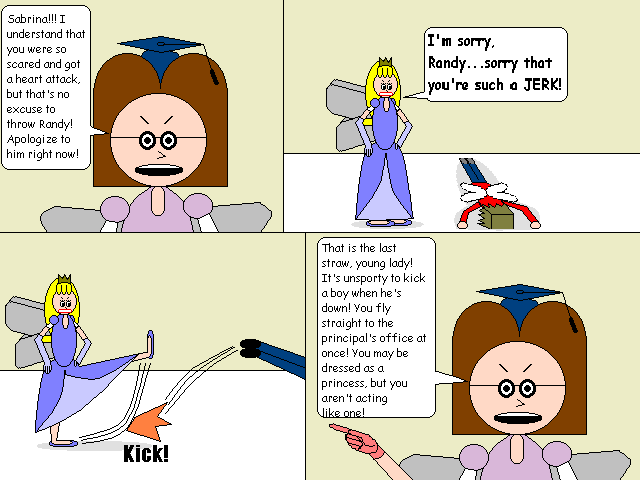 Sabrina!!! I
understand that
you were so
scared and got
a heart attack,
but that's no
excuse to
throw Randy!
Apologize to
him right now!
I'm sorry,
Randy...sorry that
you're such a JERK!
Kick!
That is the last
straw, young lady!
It's unsporty to kick
a boy when he's
down! You fly
straight to the
principal's office at
once! You may be
dressed as a
princess, but you
aren't acting
like one!